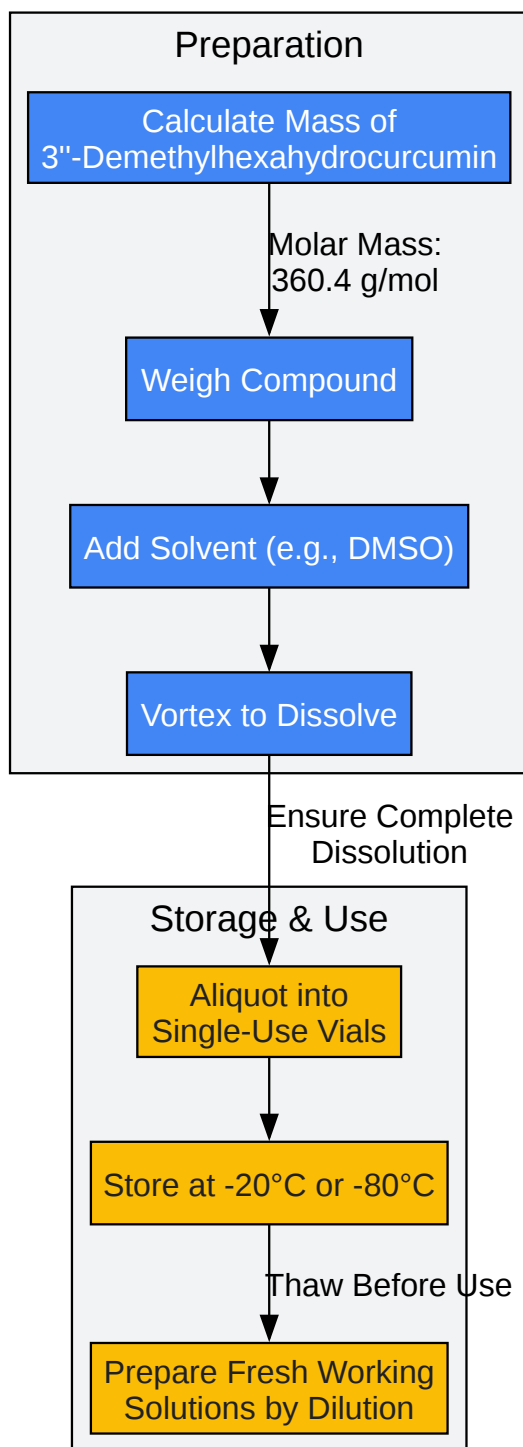 Preparation
Calculate Mass of
3"-Demethylhexahydrocurcumin
Molar Mass:
360.4 g/mol
Weigh Compound
Add Solvent (e.g., DMSO)
Vortex to Dissolve
Ensure Complete
Dissolution
Storage & Use
Aliquot into
Single-Use Vials
Store at -20°C or -80°C
Thaw Before Use
Prepare Fresh Working
Solutions by Dilution